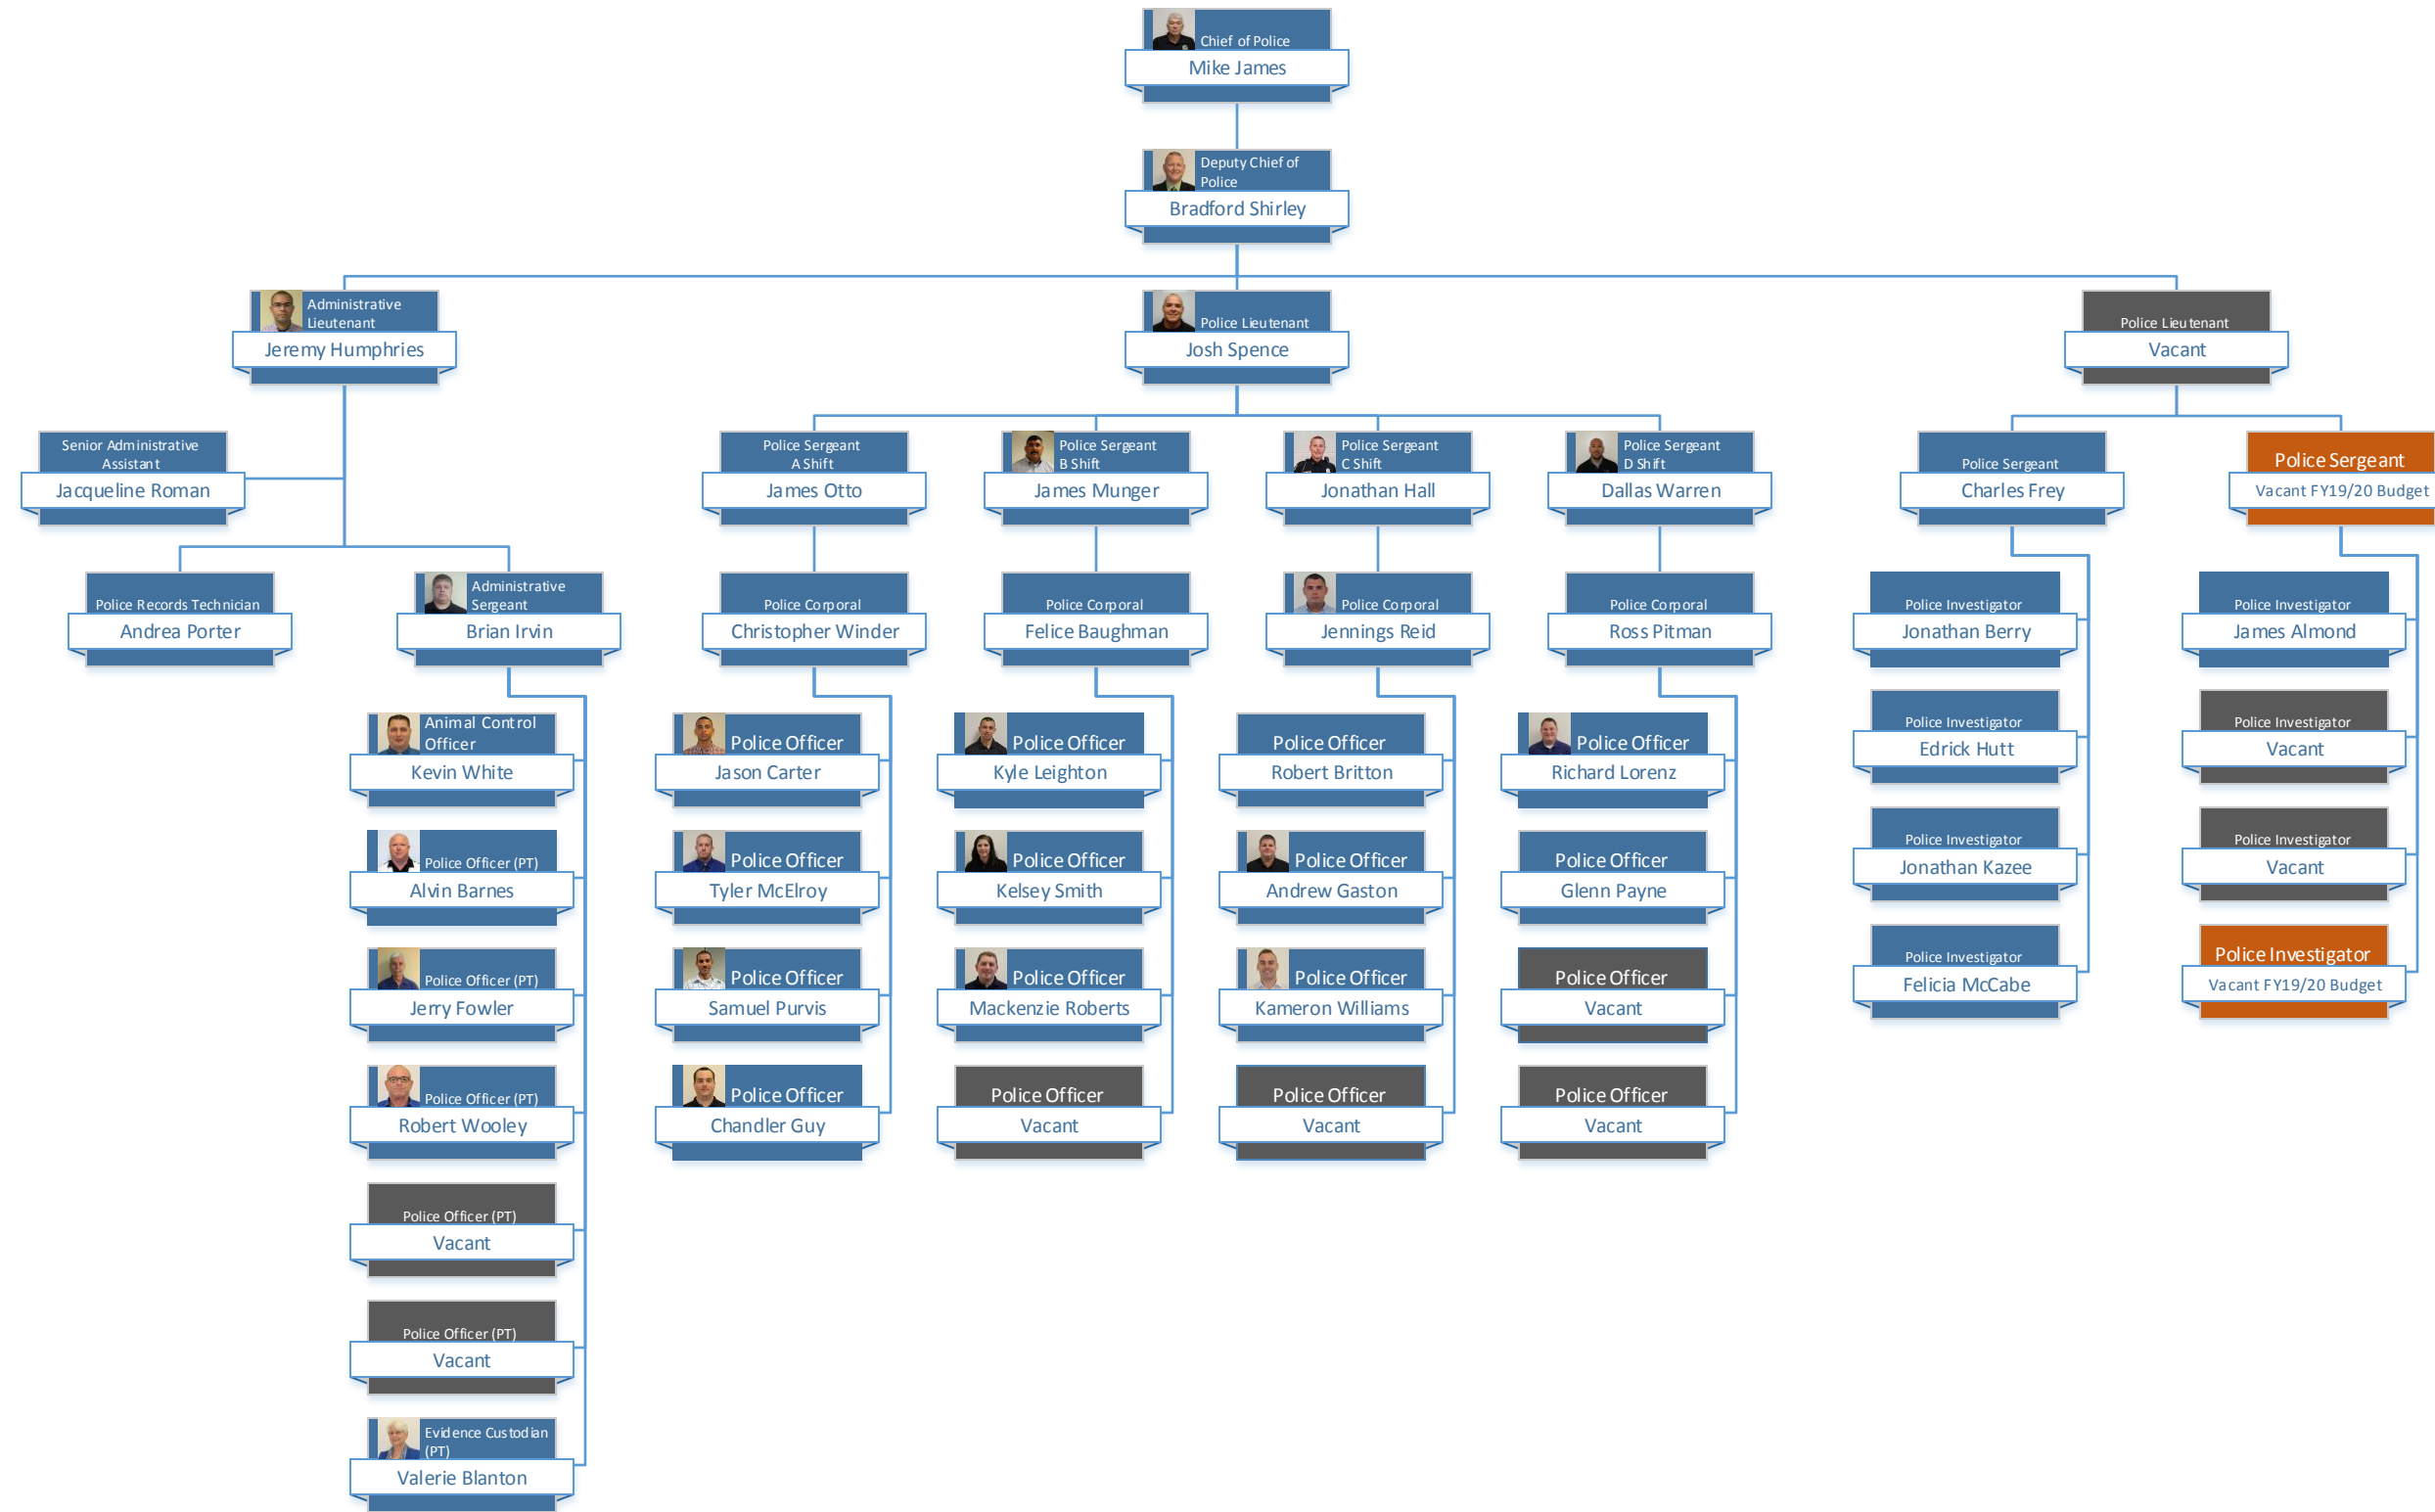 Chief of Police
Mike James
Deputy Chief of
Police
Bradford Shirley
Administrative
Lieutenant
Jeremy Humphries
Police Lieutenant
Josh Spence
Police Lieutenant
Vacant
Senior Administrative
Assistant
Jacqueline Roman
Police Sergeant
A Shift
James Otto
Police Sergeant
B Shift
James Munger
Police Sergeant
C Shift
Jonathan Hall
Police Sergeant
D Shift
Dallas Warren
Police Sergeant
Charles Frey
Police Sergeant
Vacant FY19/20 Budget
Police Records Technician
Andrea Porter
Administrative
Sergeant
Brian Irvin
Police Corporal
Christopher Winder
Police Corporal
Felice Baughman
Police Corporal
Jennings Reid
Police Corporal
Ross Pitman
Police Investigator
Jonathan Berry
Police Investigator
James Almond
Animal Control
Officer
Kevin White
Police Officer
Jason Carter
Police Officer
Kyle Leighton
Police Officer
Robert Britton
Police Officer
Richard Lorenz
Police Investigator
Edrick Hutt
Police Investigator
Vacant
Police Officer (PT)
Alvin Barnes
Police Officer
Tyler McElroy
Police Officer
Kelsey Smith
Police Officer
Andrew Gaston
Police Officer
Glenn Payne
Police Investigator
Jonathan Kazee
Police Investigator
Vacant
Police Officer (PT)
Jerry Fowler
Police Officer
Samuel Purvis
Police Officer
Mackenzie Roberts
Police Officer
Kameron Williams
Police Officer
Vacant
Police Investigator
Felicia McCabe
Police Investigator
Vacant FY19/20 Budget
Police Officer (PT)
Robert Wooley
Police Officer
Chandler Guy
Police Officer
Vacant
Police Officer
Vacant
Police Officer
Vacant
Police Officer (PT)
Vacant
Police Officer (PT)
Vacant
Evidence Custodian
(PT)
Valerie Blanton